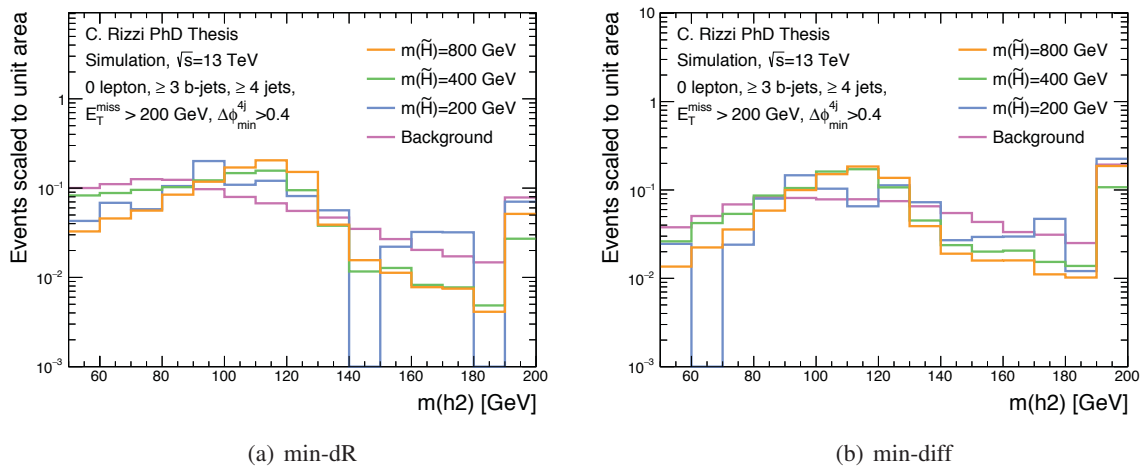 Events scaled to unit area
10
1
10⁻¹
10⁻²
10⁻³
C. Rizzi PhD Thesis
Simulation, √s=13 TeV
0 lepton, ≥ 3 b-jets, ≥ 4 jets,
E_T^miss > 200 GeV, Δϕ_min^4j>0.4
m(H̃)=800 GeV
m(H̃)=400 GeV
m(H̃)=200 GeV
Background
60 80 100 120 140 160 180 200
m(h2) [GeV]
(a) min-dR
Events scaled to unit area
10
1
10⁻¹
10⁻²
10⁻³
C. Rizzi PhD Thesis
Simulation, √s=13 TeV
0 lepton, ≥ 3 b-jets, ≥ 4 jets,
E_T^miss > 200 GeV, Δϕ_min^4j>0.4
m(H̃)=800 GeV
m(H̃)=400 GeV
m(H̃)=200 GeV
Background
60 80 100 120 140 160 180 200
m(h2) [GeV]
(b) min-diff